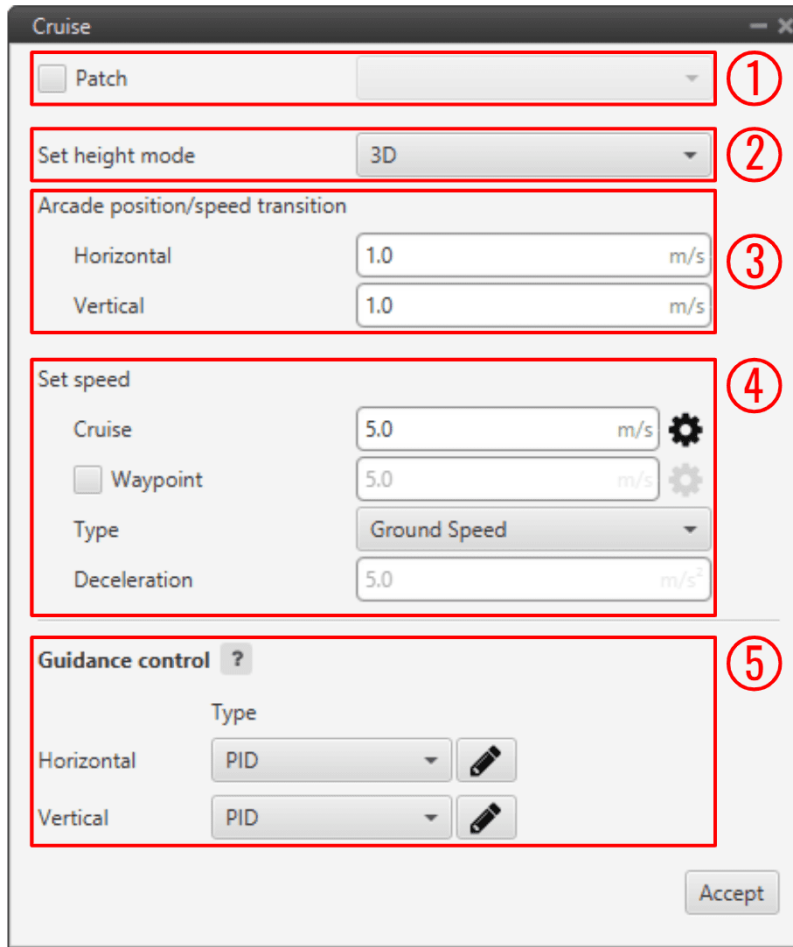 Cruise
Patch
①
Set height mode 3D
②
Arcade position/speed transition
Horizontal 1.0 m/s
③
Vertical 1.0 m/s
Set speed
④
Cruise 5.0 m/s
Waypoint 5.0 m/s
Type Ground Speed
Deceleration 5.0 m/s²
Guidance control ?
⑤
Type
Horizontal PID
Vertical PID
Accept